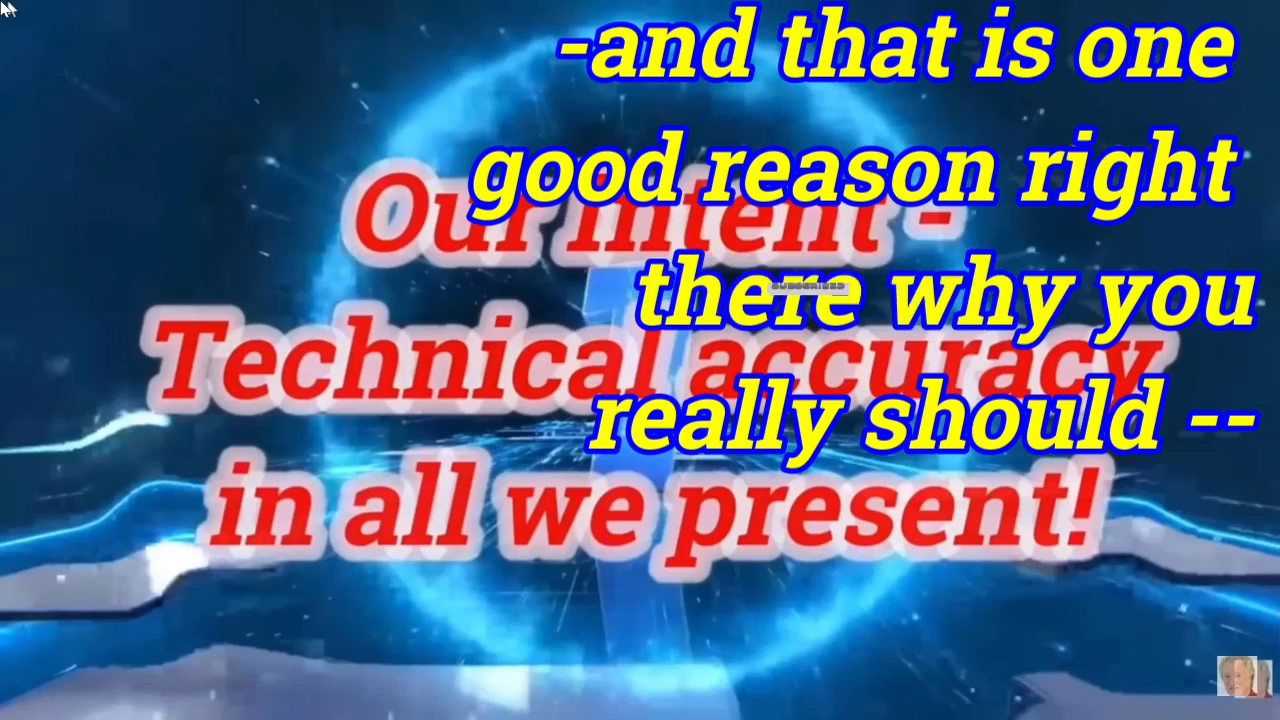 -and that is one
good reason right
there why you
really should --
Our intent -
Technical accuracy
in all we present!
SUBSCRIBED